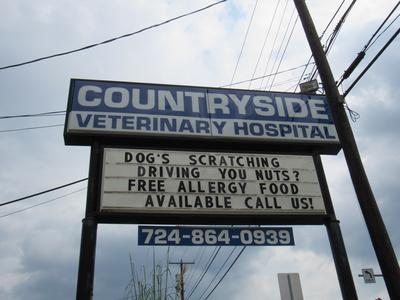 COUNTRYSIDE
VETERINARY HOSPITAL
DOG'S SCRATCHING
DRIVING YOU NUTS?
FREE ALLERGY FOOD
AVAILABLE CALL US!
724-864-0939